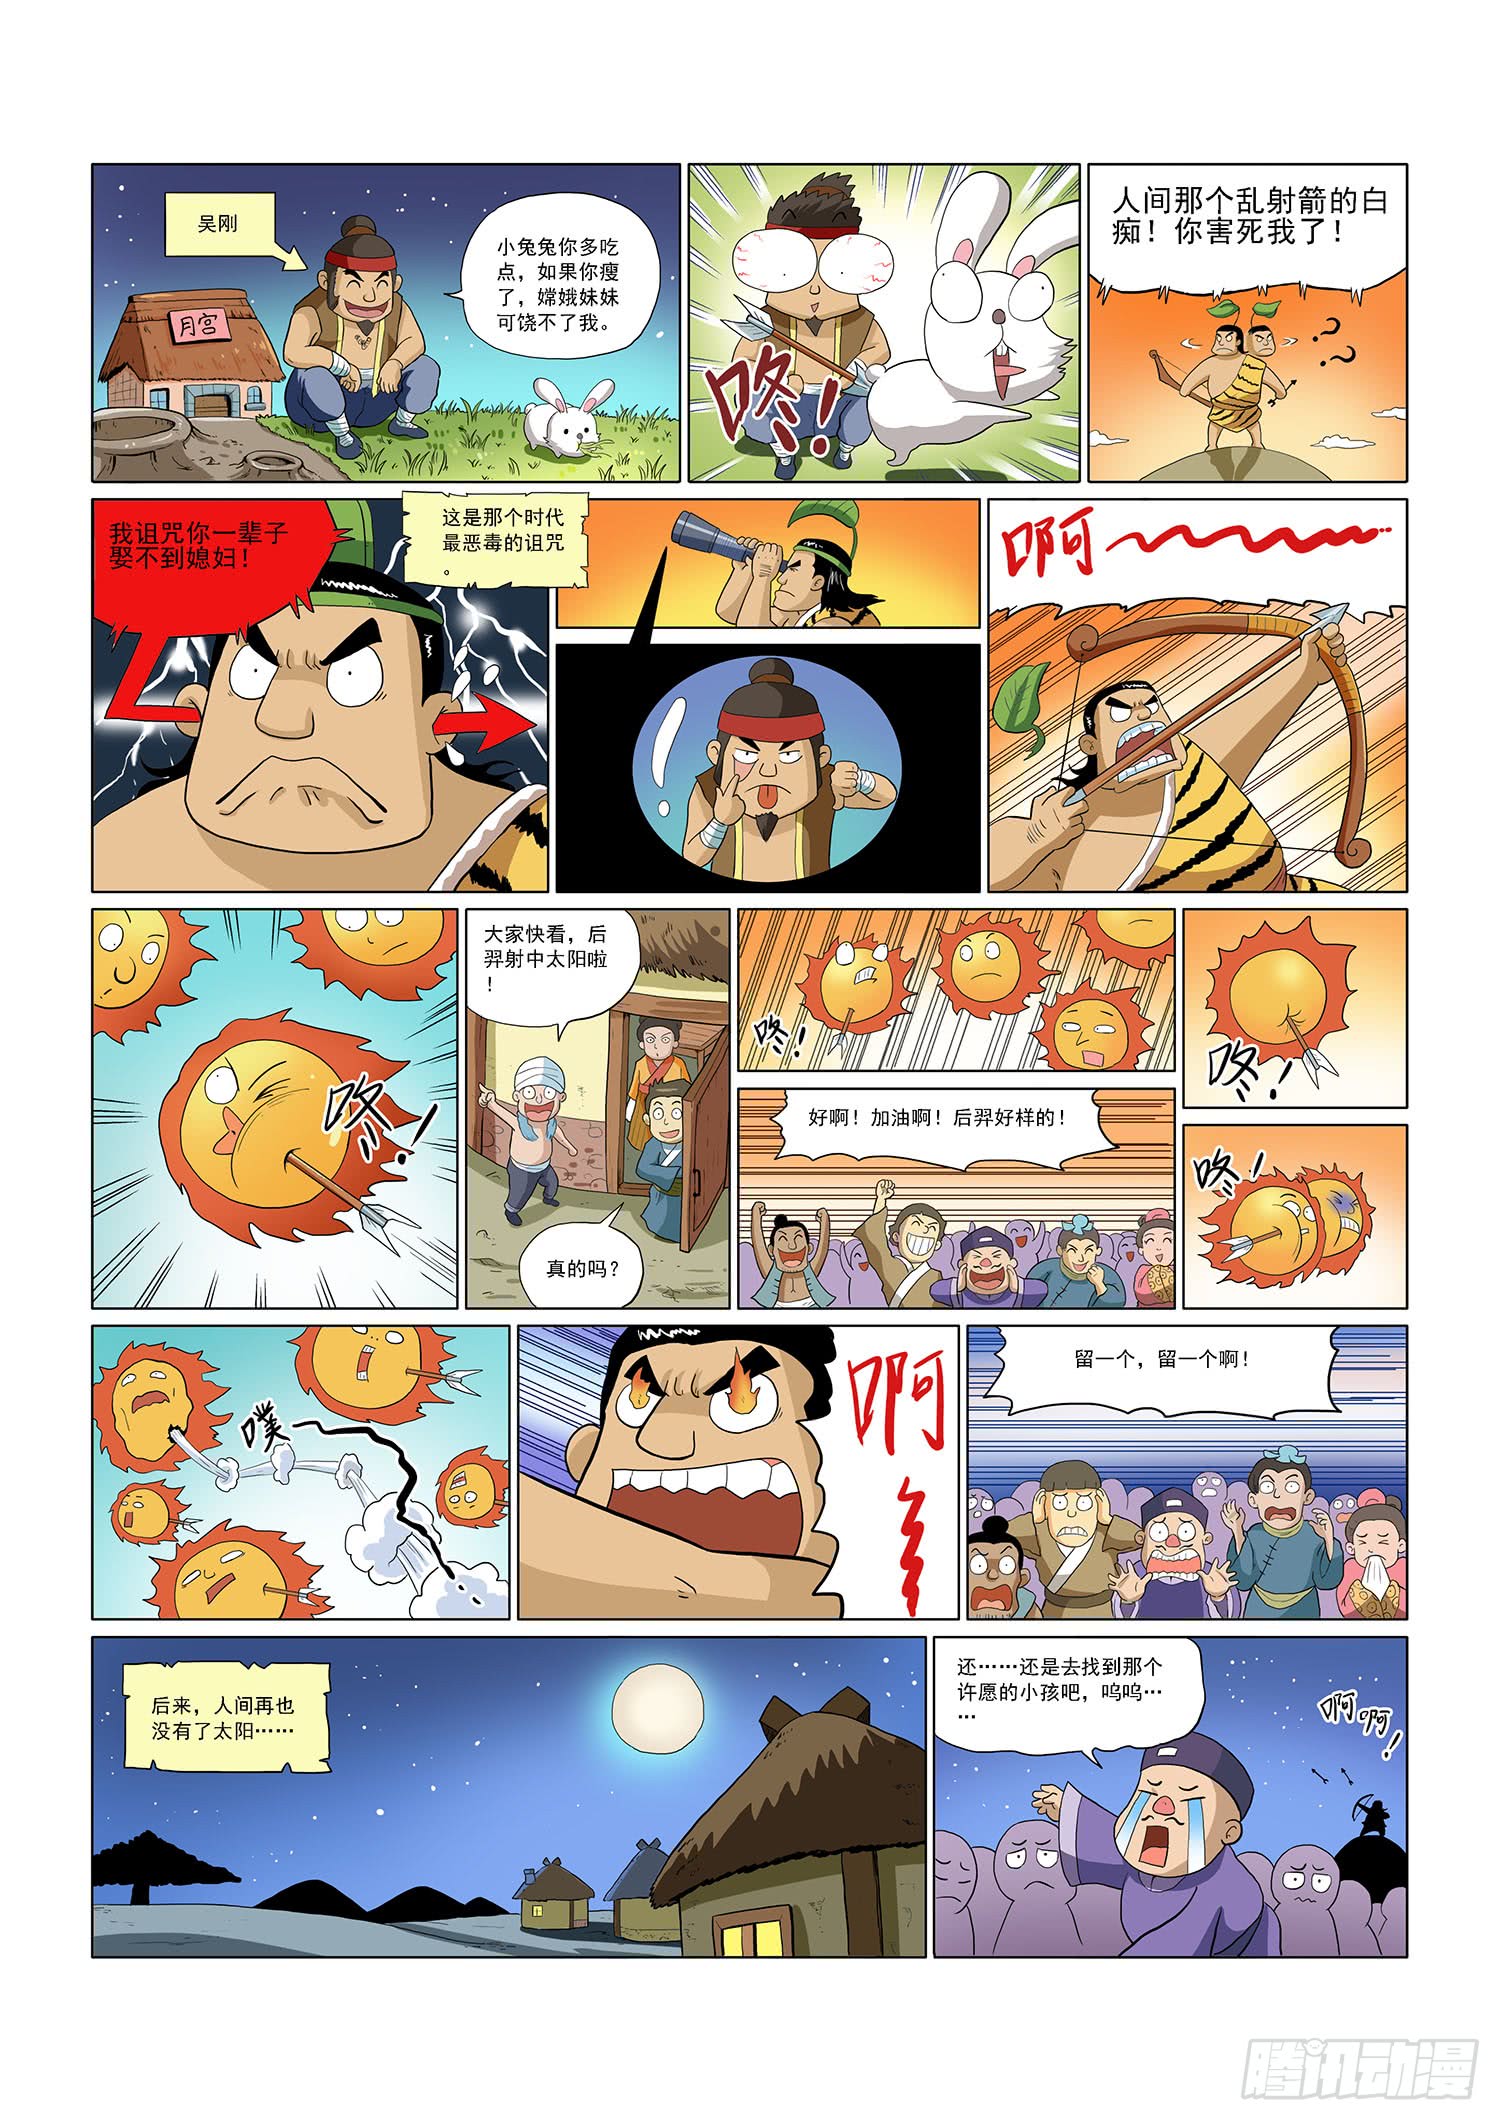 吴刚
月宫
小兔兔你多吃
点，如果你瘦
了，嫦娥妹妹
可饶不了我。
咚！
人间那个乱射箭的白
痴！你害死我了！
？
？
？
我诅咒你一辈子
娶不到媳妇！
这是那个时代
最恶毒的诅咒
。
啊
咚！
大家快看，后
羿射中太阳啦
！
真的吗？
咚！
好啊！加油啊！后羿好样的！
咚！
咚！
噗
啊
留一个，留一个啊！
后来，人间再也
没有了太阳……
还……还是去找到那个
许愿的小孩吧，呜呜…
…
啊啊！
腾讯动漫